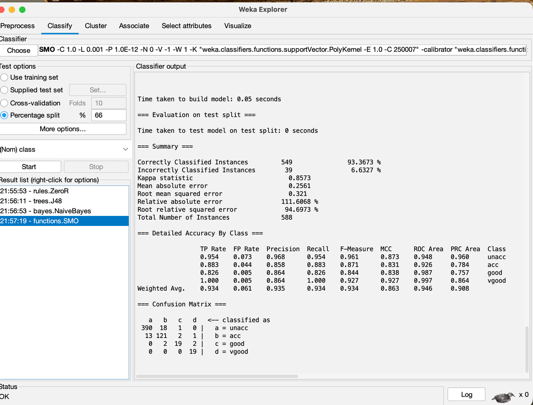 Weka Explorer
Preprocess Classify Cluster Associate Select attributes Visualize
Classifier
Choose SMO -C 1.0 -L 0.001 -P 1.0E-12 -N 0 -V -1 -W 1 -K "weka.classifiers.functions.supportVector.PolyKernel -E 1.0 -C 250007" -calibrator "weka.classifiers.functi
Test options
Use training set
Supplied test set Set...
Cross-validation Folds 10
Percentage split % 66
More options...
(Nom) class
Start Stop
Result list (right-click for options)
21:55:53 - rules.ZeroR
21:56:11 - trees.J48
21:56:53 - bayes.NaiveBayes
21:57:19 - functions.SMO
Classifier output
Time taken to build model: 0.05 seconds
=== Evaluation on test split ===
Time taken to test model on test split: 0 seconds
=== Summary ===
Correctly Classified Instances 549 93.3673 %
Incorrectly Classified Instances 39 6.6327 %
Kappa statistic 0.8573
Mean absolute error 0.2561
Root mean squared error 0.321
Relative absolute error 111.6068 %
Root relative squared error 94.6973 %
Total Number of Instances 588
=== Detailed Accuracy By Class ===
TP Rate FP Rate Precision Recall F-Measure MCC ROC Area PRC Area Class
0.954 0.073 0.968 0.954 0.961 0.873 0.948 0.960 unacc
0.883 0.044 0.858 0.883 0.871 0.831 0.926 0.784 acc
0.826 0.005 0.864 0.826 0.844 0.838 0.987 0.757 good
1.000 0.005 0.864 1.000 0.927 0.927 0.997 0.864 vgood
Weighted Avg. 0.934 0.061 0.935 0.934 0.934 0.863 0.946 0.908
=== Confusion Matrix ===
a b c d <-- classified as
390 18 1 0 | a = unacc
13 121 2 1 | b = acc
0 2 19 2 | c = good
0 0 0 19 | d = vgood
Status
OK
Log
x 0